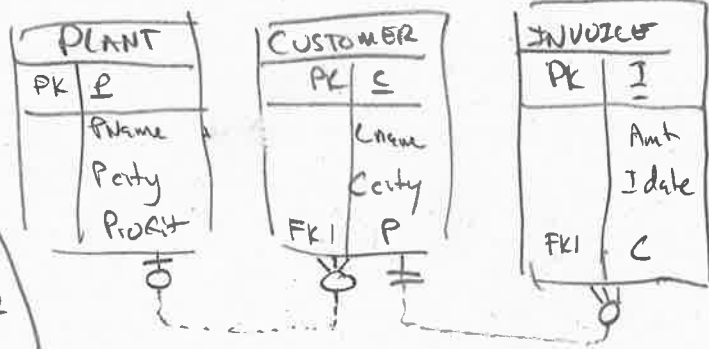 PLANT
PK P
PName
Pcity
Profit
CUSTOMER
PK C
Cname
Ccity
FK1 P
INVOICE
PK I
Amt
Idate
FK1 C